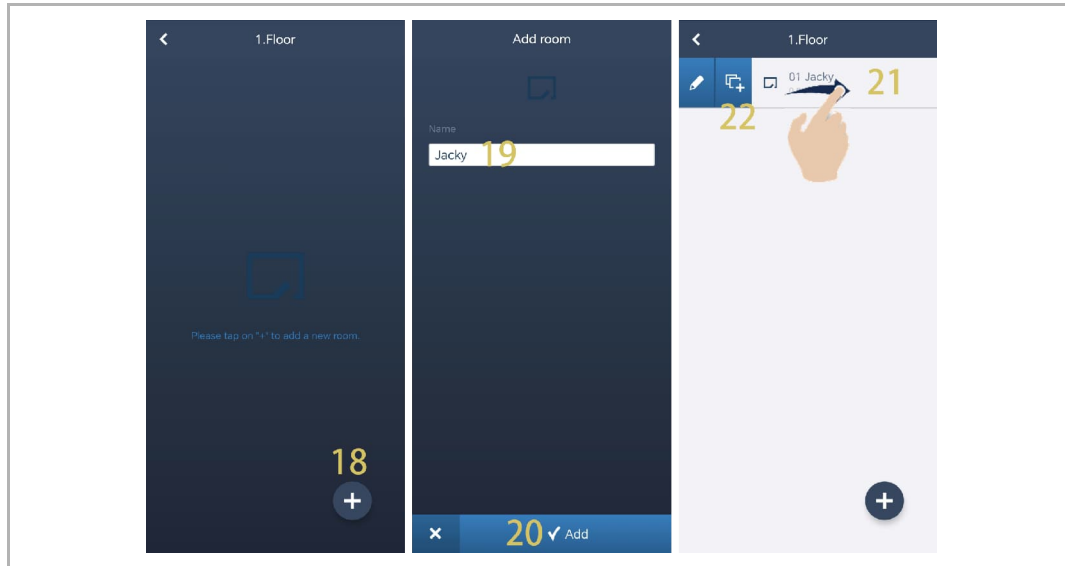 1.Floor
Please tap on "+" to add a new room.
18
Add room
Name
Jacky 19
20 Add
1.Floor
01 Jacky
21
22